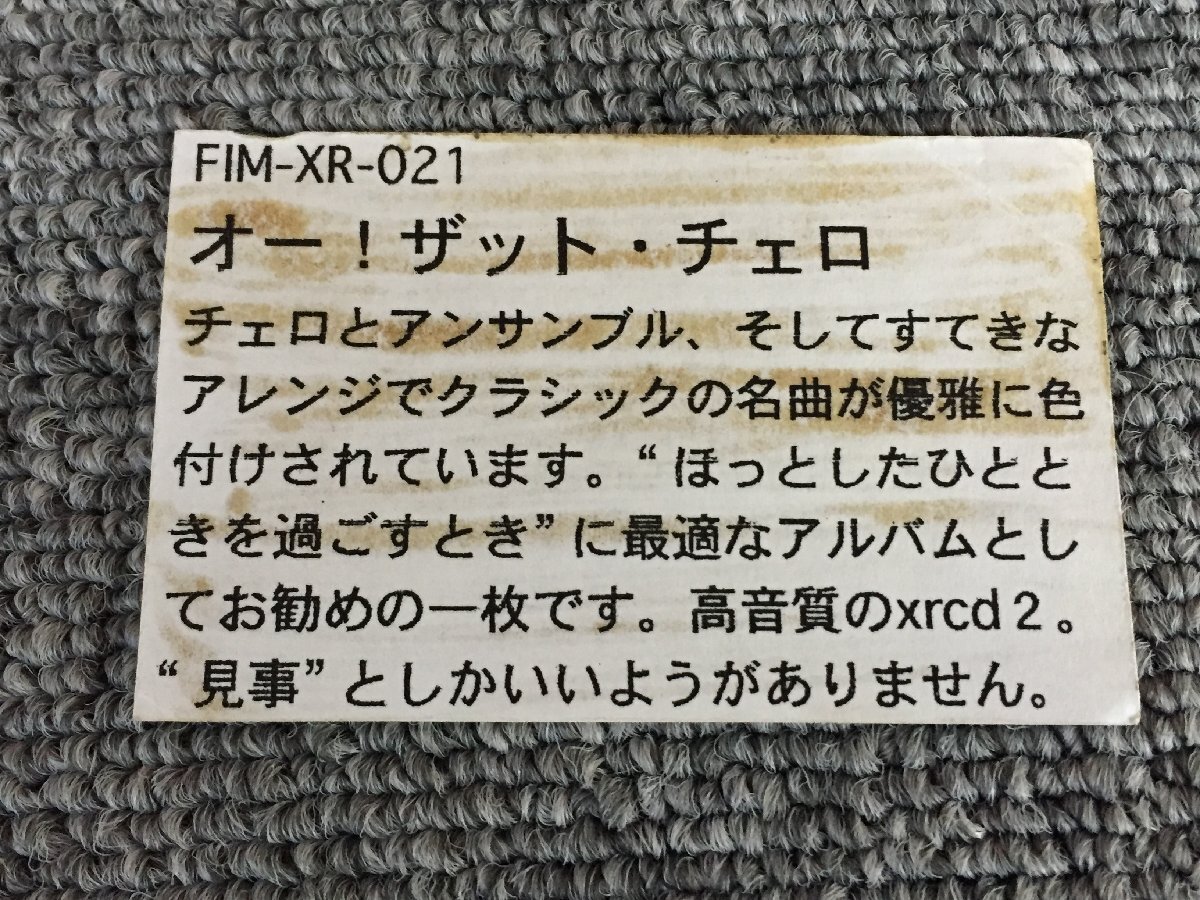 FIM-XR-021
オー！ザット・チェロ
チェロとアンサンブル、そしてすてきな
アレンジでクラシックの名曲が優雅に色
付けされています。“ほっとしたひとと
きを過ごすとき”に最適なアルバムとし
てお勧めの一枚です。高音質のxrcd２。
“見事”としかいいようがありません。